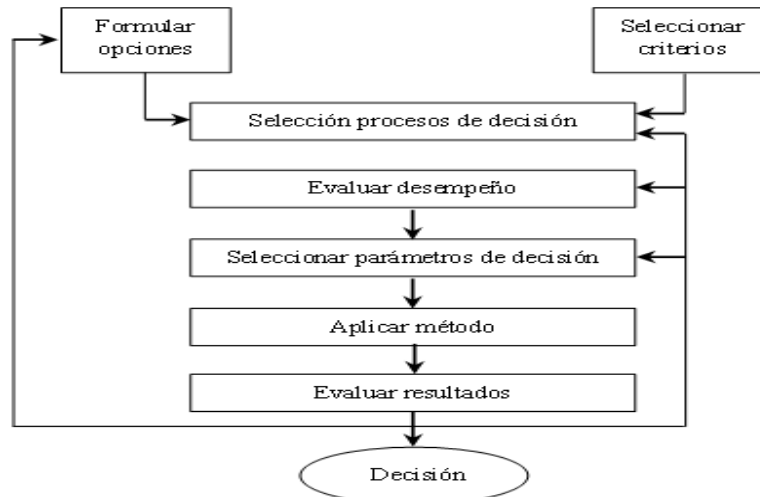 Formular
opciones
Seleccionar
criterios
Selección procesos de decisión
Evaluar desempeño
Seleccionar parámetros de decisión
Aplicar método
Evaluar resultados
Decisión